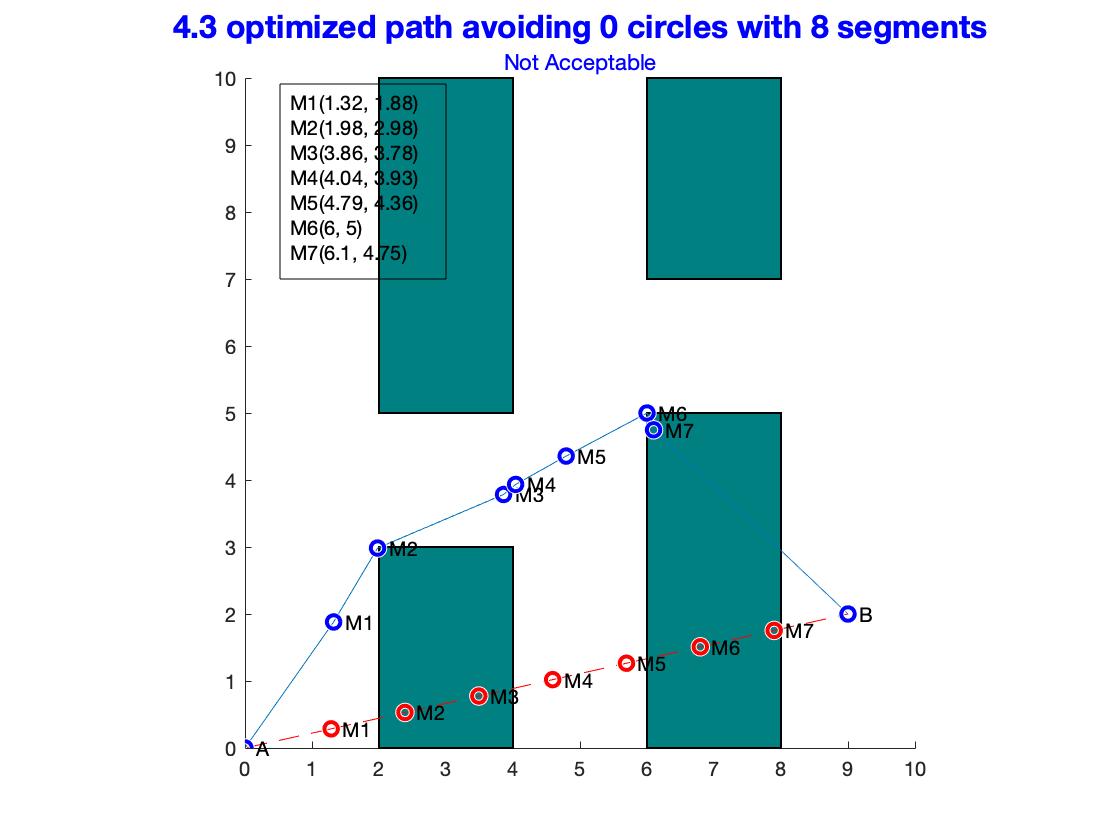 4.3 optimized path avoiding 0 circles with 8 segments
Not Acceptable
10
9
8
7
6
5
4
3
2
1
0
M1(1.32, 1.88)
M2(1.98, 2.98)
M3(3.86, 3.78)
M4(4.04, 3.93)
M5(4.79, 4.36)
M6(6, 5)
M7(6.1, 4.75)
M6
M7
M5
M4
M3
M2
M1
B
M7
M6
M5
M4
M3
M2
M1
A
0 1 2 3 4 5 6 7 8 9 10